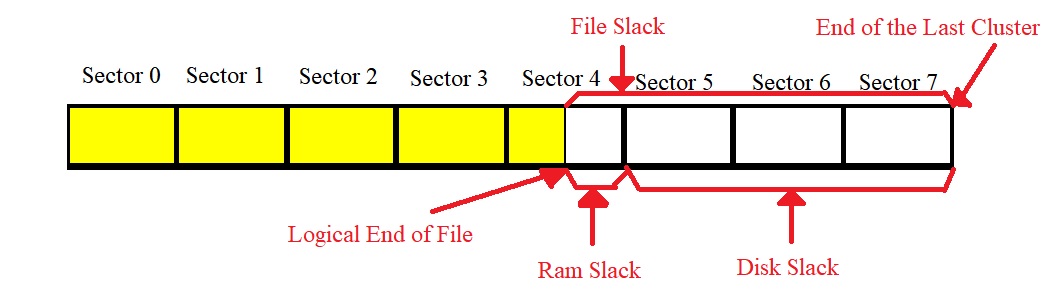 File Slack
End of the Last Cluster
Sector 0 Sector 1 Sector 2 Sector 3 Sector 4 Sector 5 Sector 6 Sector 7
Logical End of File
Ram Slack
Disk Slack